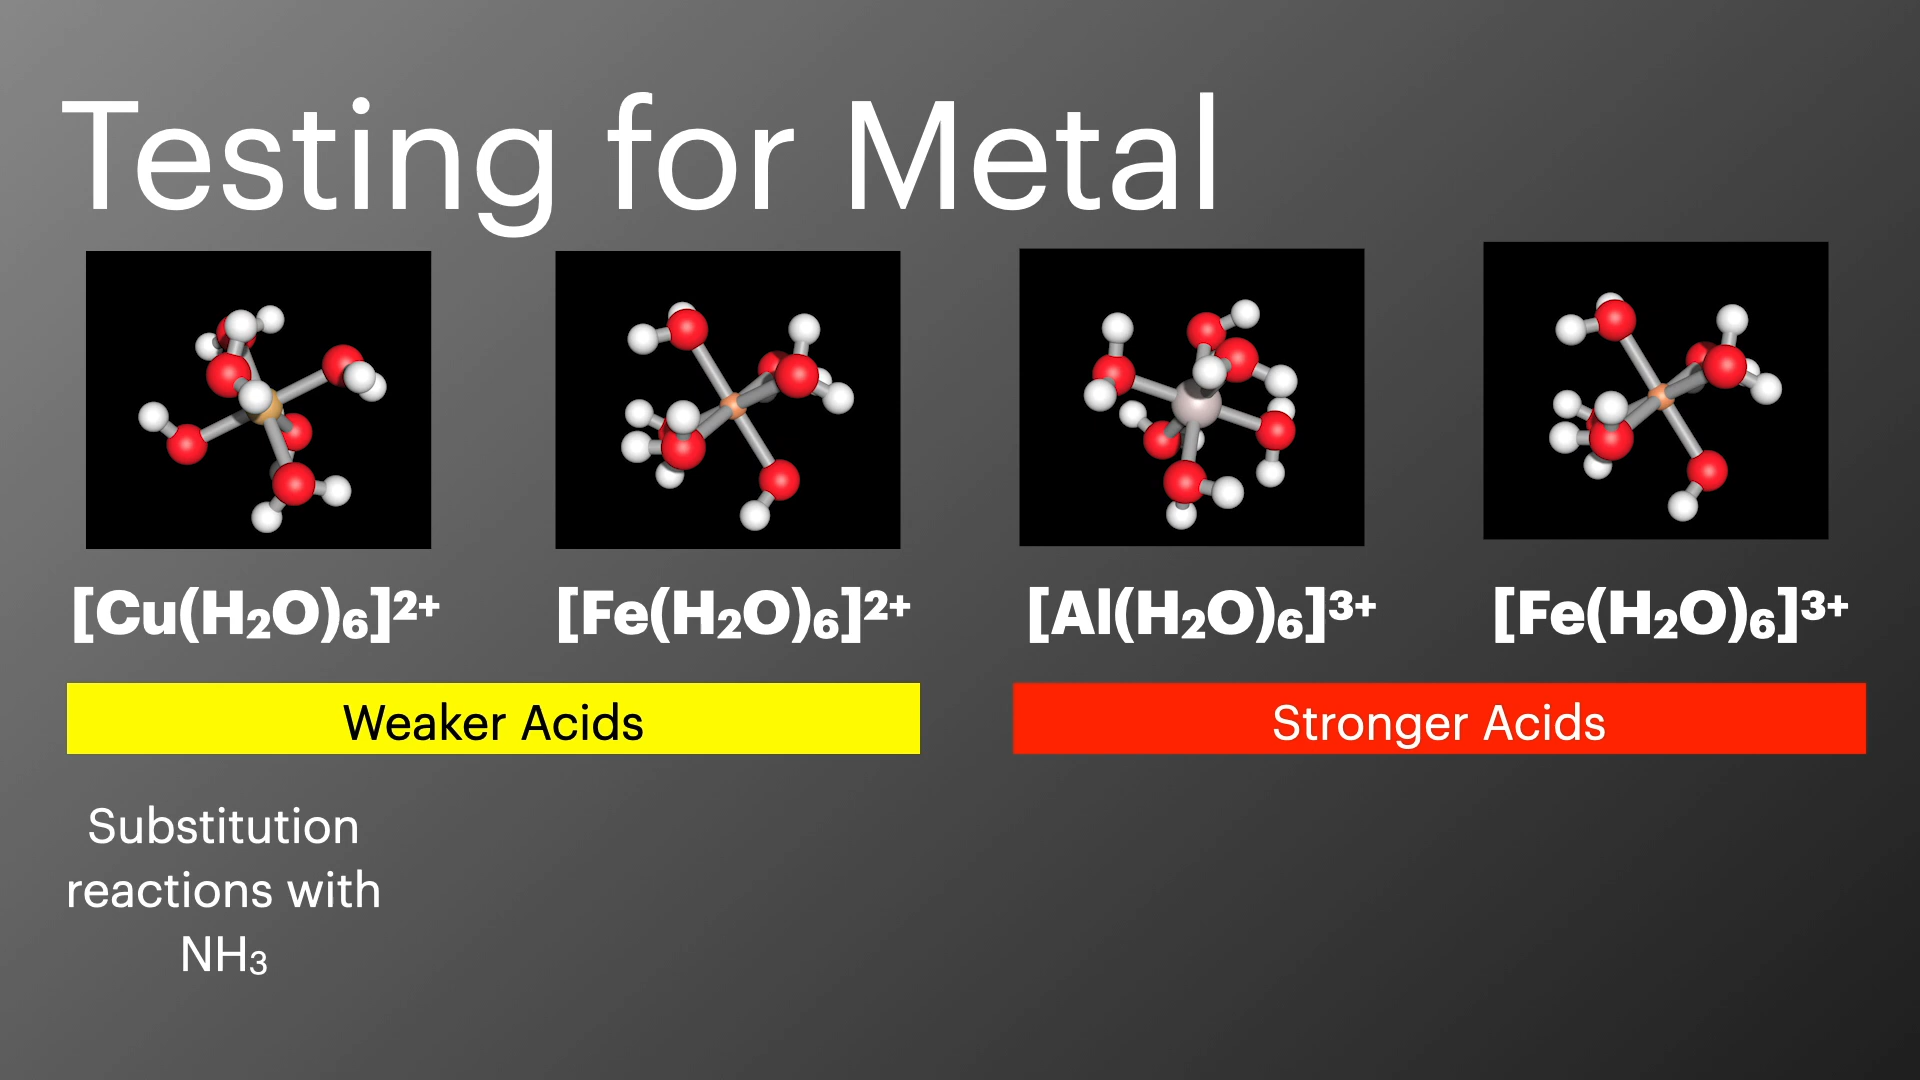 Testing for Metal
[Cu(H₂O)₆]²⁺ [Fe(H₂O)₆]²⁺ [Al(H₂O)₆]³⁺ [Fe(H₂O)₆]³⁺
Weaker Acids Stronger Acids
Substitution
reactions with
NH₃